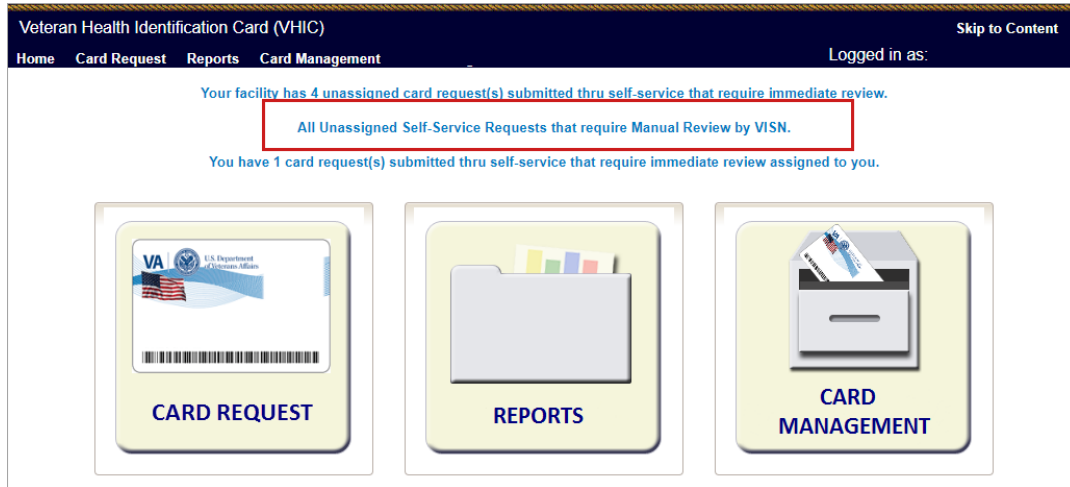 Veteran Health Identification Card (VHIC)
Skip to Content
Home Card Request Reports Card Management
Logged in as:
Your facility has 4 unassigned card request(s) submitted thru self-service that require immediate review.
All Unassigned Self-Service Requests that require Manual Review by VISN.
You have 1 card request(s) submitted thru self-service that require immediate review assigned to you.
VA
U.S. Department
of Veterans Affairs
CARD REQUEST
REPORTS
VA
CARD
MANAGEMENT